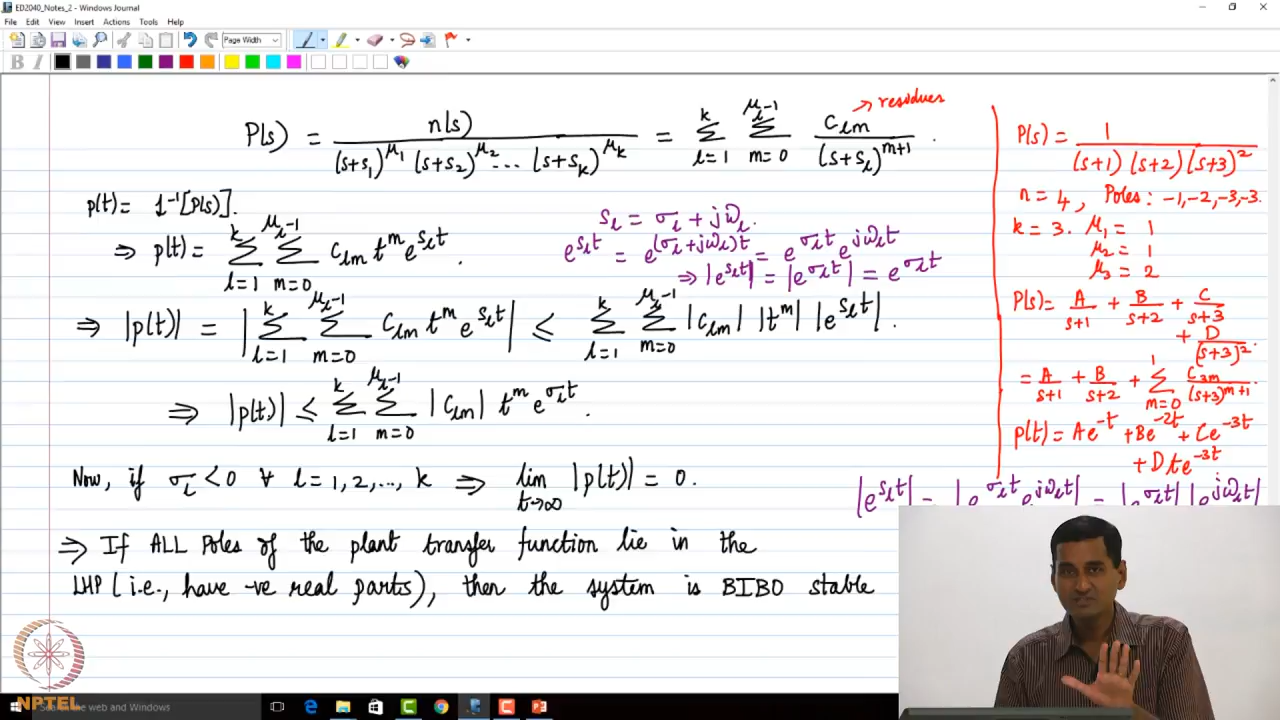 ED2040_Notes_2 - Windows Journal
File Edit View Insert Actions Tools Help
Page Width
B I
P(s) = n(s) / (s+s₁)^μ₁ (s+s₂)^μ₂ ... (s+s_k)^μ_k = Σ_{l=1}^{k} Σ_{m=0}^{μ_l-1} c_lm / (s+s_l)^{m+1} .
→ residues
p(t) = ℒ⁻¹[P(s)].
⇒ p(t) = Σ_{l=1}^{k} Σ_{m=0}^{μ_l-1} c_lm t^m e^{s_l t} .
s_l = σ_l + jω_l.
e^{s_l t} = e^{(σ_l + jω_l)t} = e^{σ_l t} e^{jω_l t}
⇒ |e^{s_l t}| = |e^{σ_l t}| = e^{σ_l t}
⇒ |p(t)| = | Σ_{l=1}^{k} Σ_{m=0}^{μ_l-1} c_lm t^m e^{s_l t} | ≤ Σ_{l=1}^{k} Σ_{m=0}^{μ_l-1} |c_lm| |t^m| |e^{s_l t}| .
⇒ |p(t)| ≤ Σ_{l=1}^{k} Σ_{m=0}^{μ_l-1} |c_lm| t^m e^{σ_l t} .
Now, if σ_l < 0 ∀ l = 1, 2, ..., k ⇒ lim_{t→∞} |p(t)| = 0.
⇒ If ALL Poles of the plant transfer function lie in the
LHP (i.e., have -ve real parts), then the system is BIBO stable
P(s) = 1 / (s+1) (s+2) (s+3)²
n = 4, Poles: -1, -2, -3, -3.
k = 3. μ₁ = 1
μ₂ = 1
μ₃ = 2
P(s) = A/(s+1) + B/(s+2) + C/(s+3)
+ D/(s+3)² .
= A/(s+1) + B/(s+2) + Σ_{m=0}^{1} c_3m/(s+3)^{m+1} .
p(t) = Ae^{-t} + Be^{-2t} + Ce^{-3t}
+ Dte^{-3t}
|e^{s_l t}| = |e^{σ_l t} e^{jω_l t}| = |e^{σ_l t}| |e^{jω_l t}|
NPTEL
Search the web and Windows